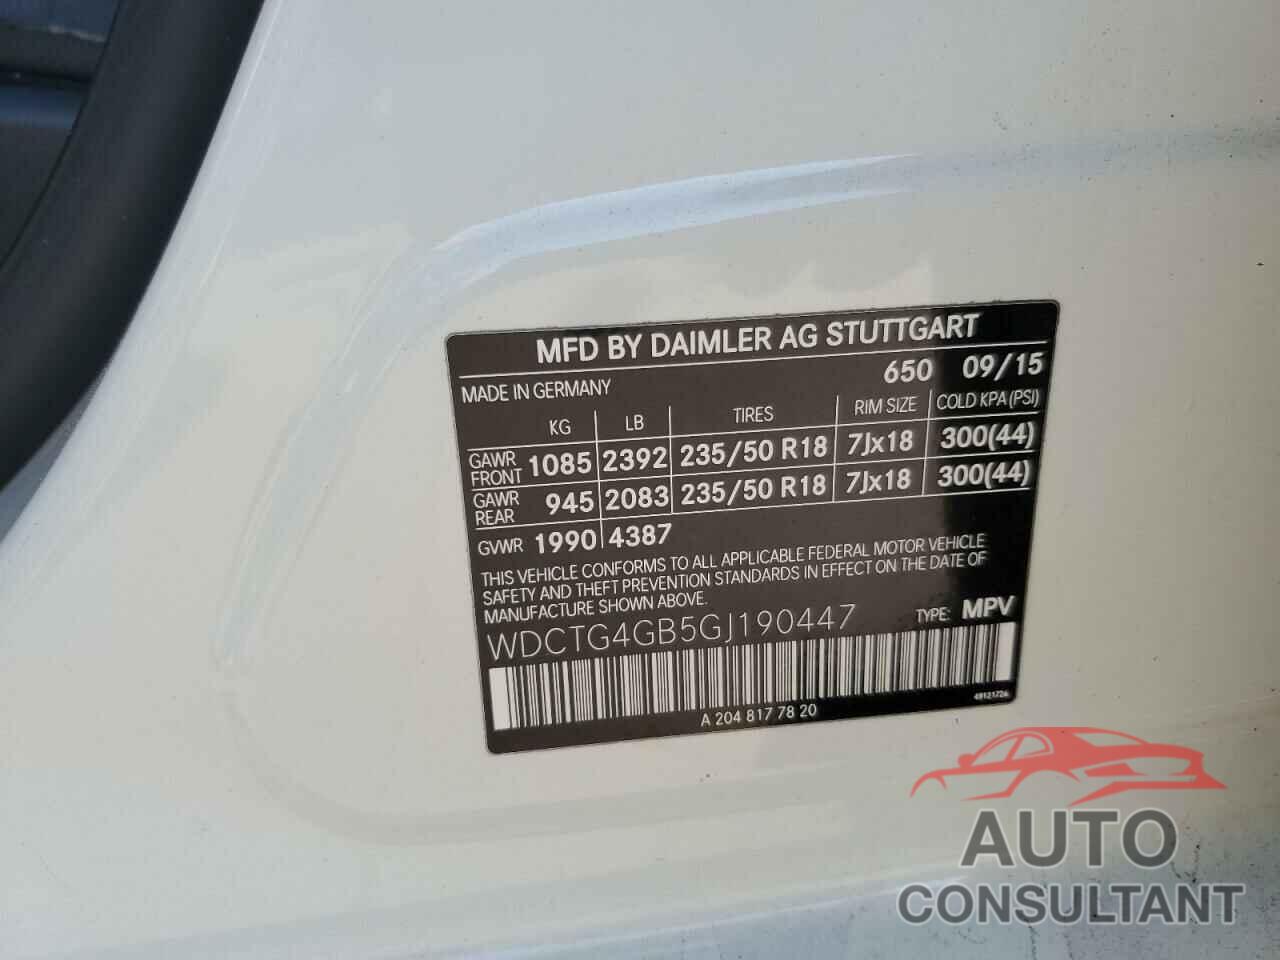 MFD BY DAIMLER AG STUTTGART
MADE IN GERMANY 650 09/15
KG LB TIRES RIM SIZE COLD KPA (PSI)
GAWR FRONT 1085 2392 235/50 R18 7Jx18 300(44)
GAWR REAR 945 2083 235/50 R18 7Jx18 300(44)
GVWR 1990 4387
THIS VEHICLE CONFORMS TO ALL APPLICABLE FEDERAL MOTOR VEHICLE
SAFETY AND THEFT PREVENTION STANDARDS IN EFFECT ON THE DATE OF
MANUFACTURE SHOWN ABOVE.
WDCTG4GB5GJ190447 TYPE: MPV
A 204 817 78 20 49121726
AUTO
CONSULTANT